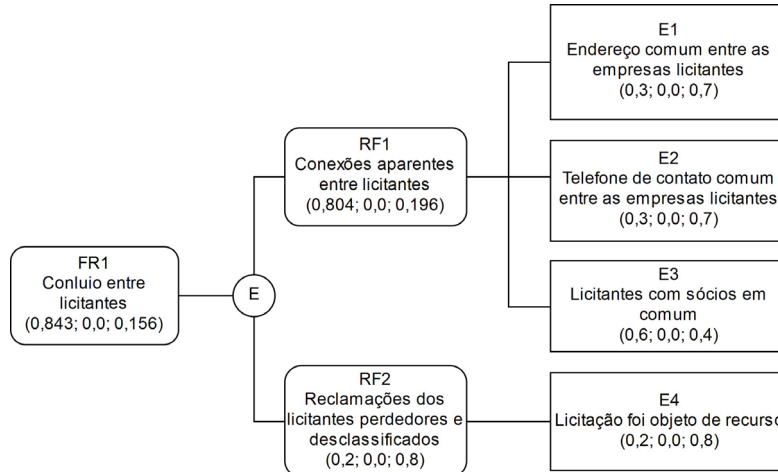 FR1
Conluio entre
licitantes
(0,843; 0,0; 0,156)
E
RF1
Conexões aparentes
entre licitantes
(0,804; 0,0; 0,196)
RF2
Reclamações dos
licitantes perdedores e
desclassificados
(0,2; 0,0; 0,8)
E1
Endereço comum entre as
empresas licitantes
(0,3; 0,0; 0,7)
E2
Telefone de contato comum
entre as empresas licitantes
(0,3; 0,0; 0,7)
E3
Licitantes com sócios em
comum
(0,6; 0,0; 0,4)
E4
Licitação foi objeto de recurso
(0,2; 0,0; 0,8)